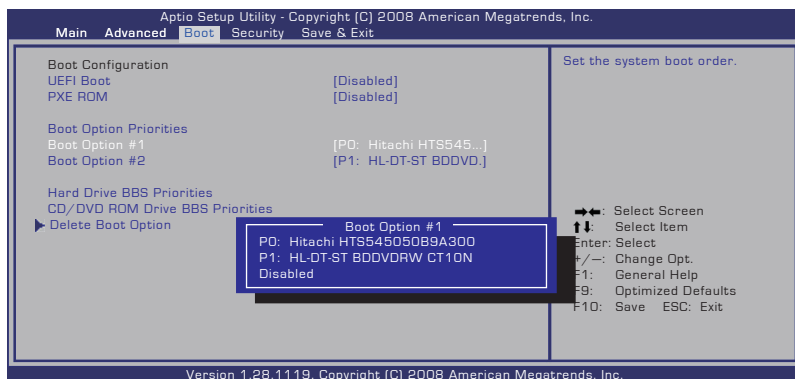 Aptio Setup Utility - Copyright (C) 2008 American Megatrends, Inc.
Main Advanced Boot Security Save & Exit
Boot Configuration
UEFI Boot [Disabled]
PXE ROM [Disabled]
Boot Option Priorities
Boot Option #1 [P0: Hitachi HTS545...]
Boot Option #2 [P1: HL-DT-ST BDDVD.]
Hard Drive BBS Priorities
CD/DVD ROM Drive BBS Priorities
Delete Boot Option
Boot Option #1
P0: Hitachi HTS545050B9A300
P1: HL-DT-ST BDDVDRW CT10N
Disabled
Set the system boot order.
→←: Select Screen
↑↓: Select Item
Enter: Select
+/—: Change Opt.
F1: General Help
F9: Optimized Defaults
F10: Save ESC: Exit
Version 1.28.1119. Copyright (C) 2008 American Megatrends, Inc.